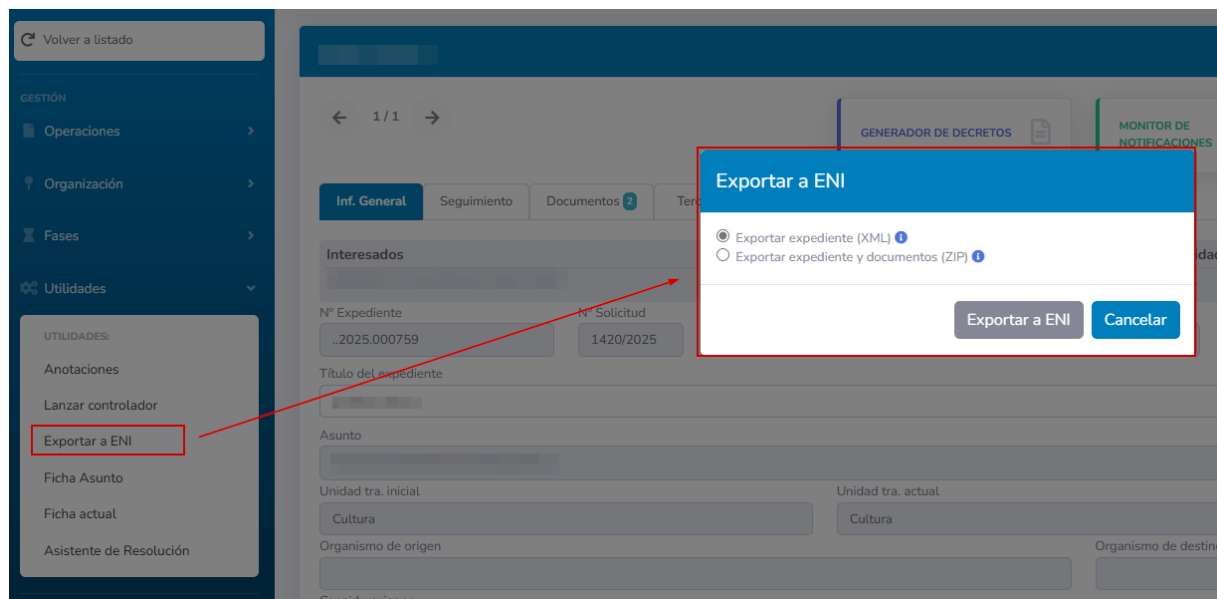 Volver a listado
GESTIÓN
Operaciones
Organización
Fases
Utilidades
UTILIDADES:
Anotaciones
Lanzar controlador
Exportar a ENI
Ficha Asunto
Ficha actual
Asistente de Resolución
1/1
GENERADOR DE DECRETOS
MONITOR DE
NOTIFICACIONES
Inf. General Seguimiento Documentos 2
Interesados
Nº Expediente Nº Solicitud
..2025.000759 1420/2025
Título del expediente
Asunto
Unidad tra. inicial Unidad tra. actual
Cultura Cultura
Organismo de origen Organismo de destin
Exportar a ENI
Exportar expediente (XML)
Exportar expediente y documentos (ZIP)
Exportar a ENI Cancelar